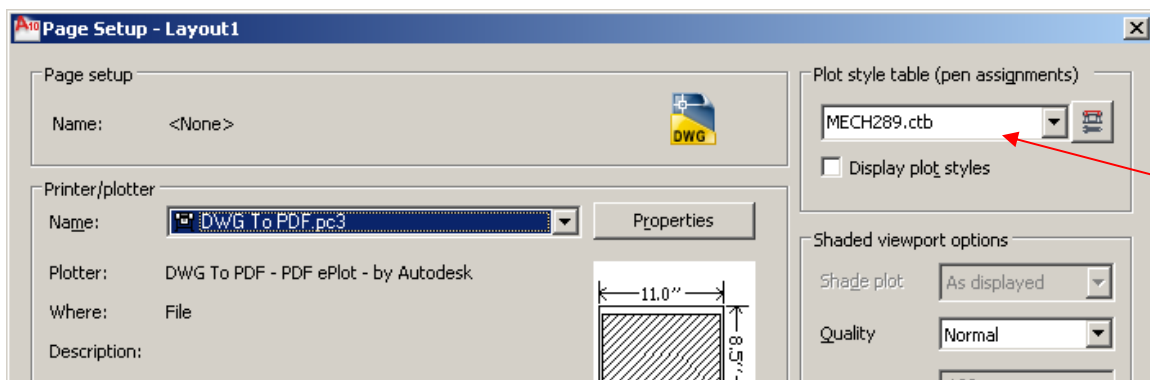 A10 Page Setup - Layout1
Page setup
Name: <None>
DWG
Printer/plotter
Name: DWG To PDF.pc3 Properties
Plotter: DWG To PDF - PDF ePlot - by Autodesk
Where: File
Description:
11.0″
8.5″
Plot style table (pen assignments)
MECH289.ctb
Display plot styles
Shaded viewport options
Shade plot As displayed
Quality Normal